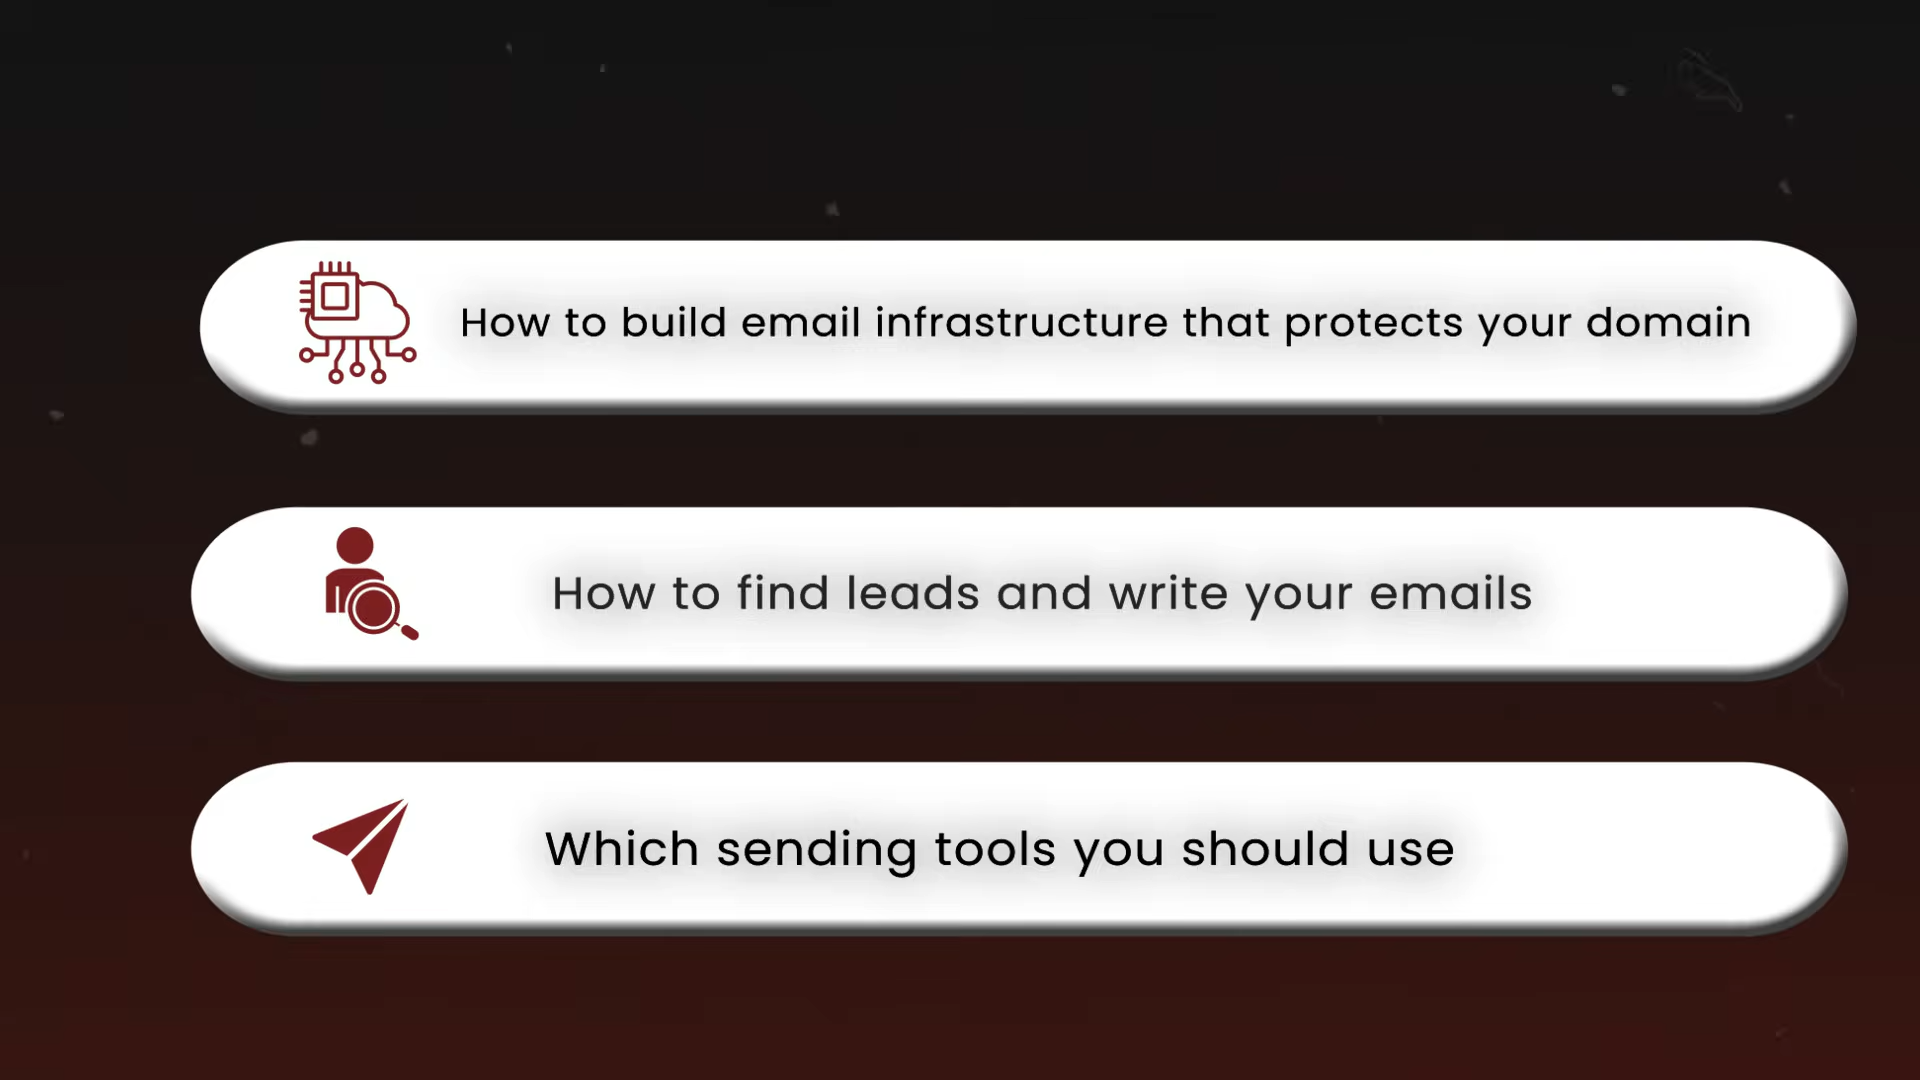 How to build email infrastructure that protects your domain
How to find leads and write your emails
Which sending tools you should use